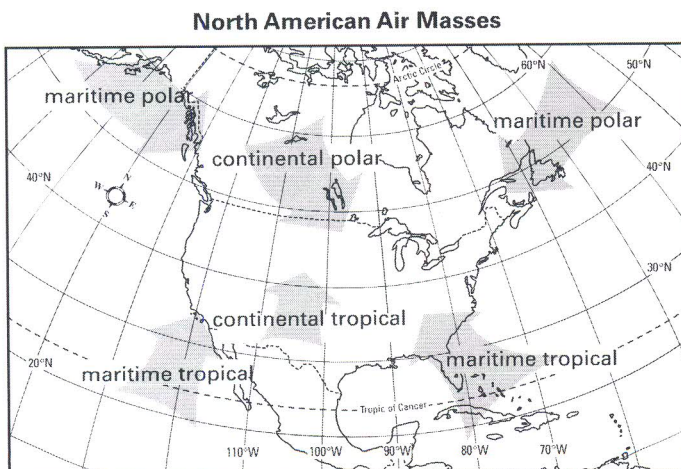 North American Air Masses
Arctic Circle
60°N
50°N
maritime polar
maritime polar
continental polar
40°N
40°N
N
W
E
S
30°N
continental tropical
20°N
maritime tropical
maritime tropical
Tropic of Cancer
110°W
100°W
90°W
80°W
70°W